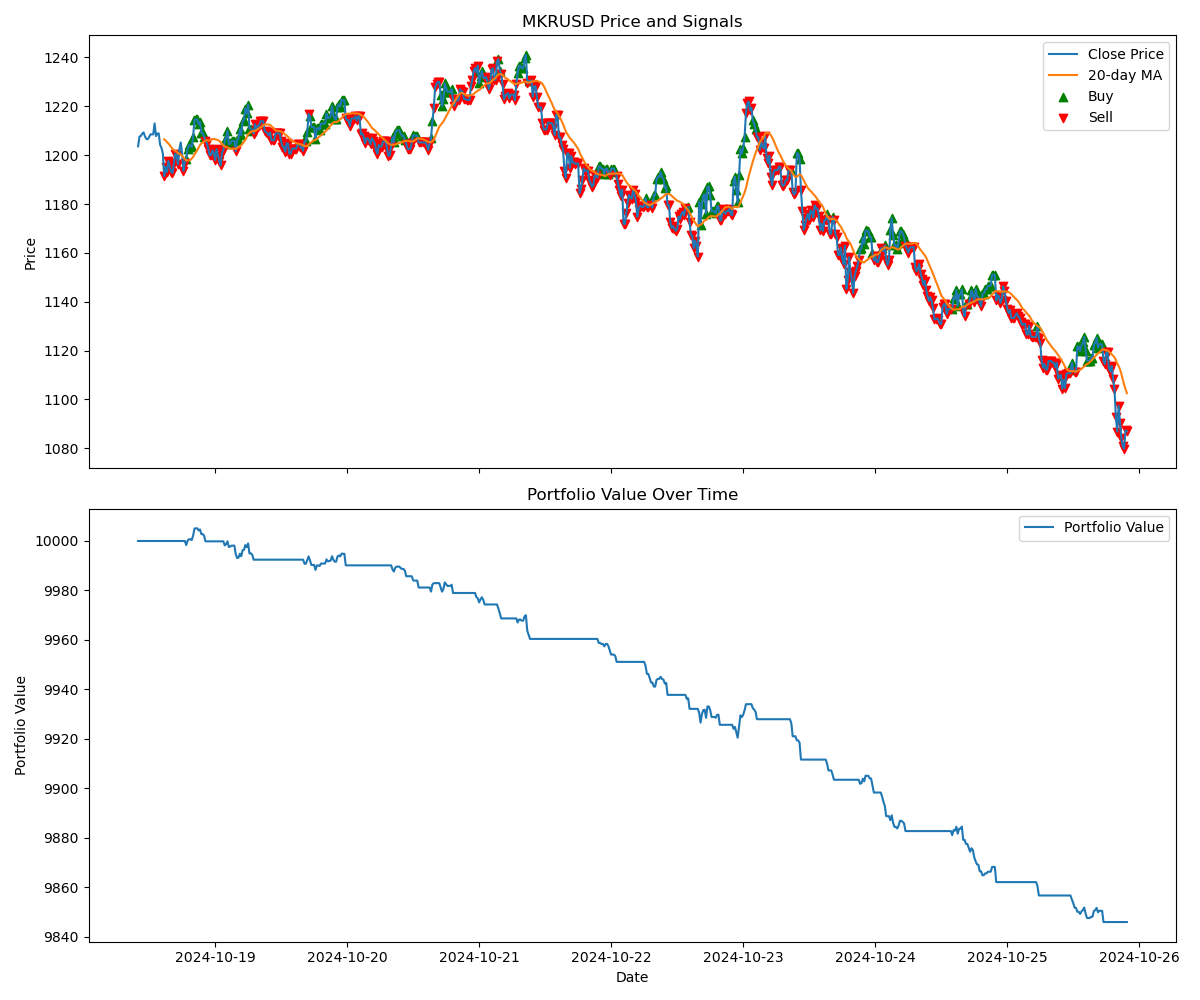 MKRUSD Price and Signals
Price
1240
1220
1200
1180
1160
1140
1120
1100
1080
Close Price
20-day MA
Buy
Sell
Portfolio Value Over Time
Portfolio Value
10000
9980
9960
9940
9920
9900
9880
9860
9840
Portfolio Value
2024-10-19 2024-10-20 2024-10-21 2024-10-22 2024-10-23 2024-10-24 2024-10-25 2024-10-26
Date